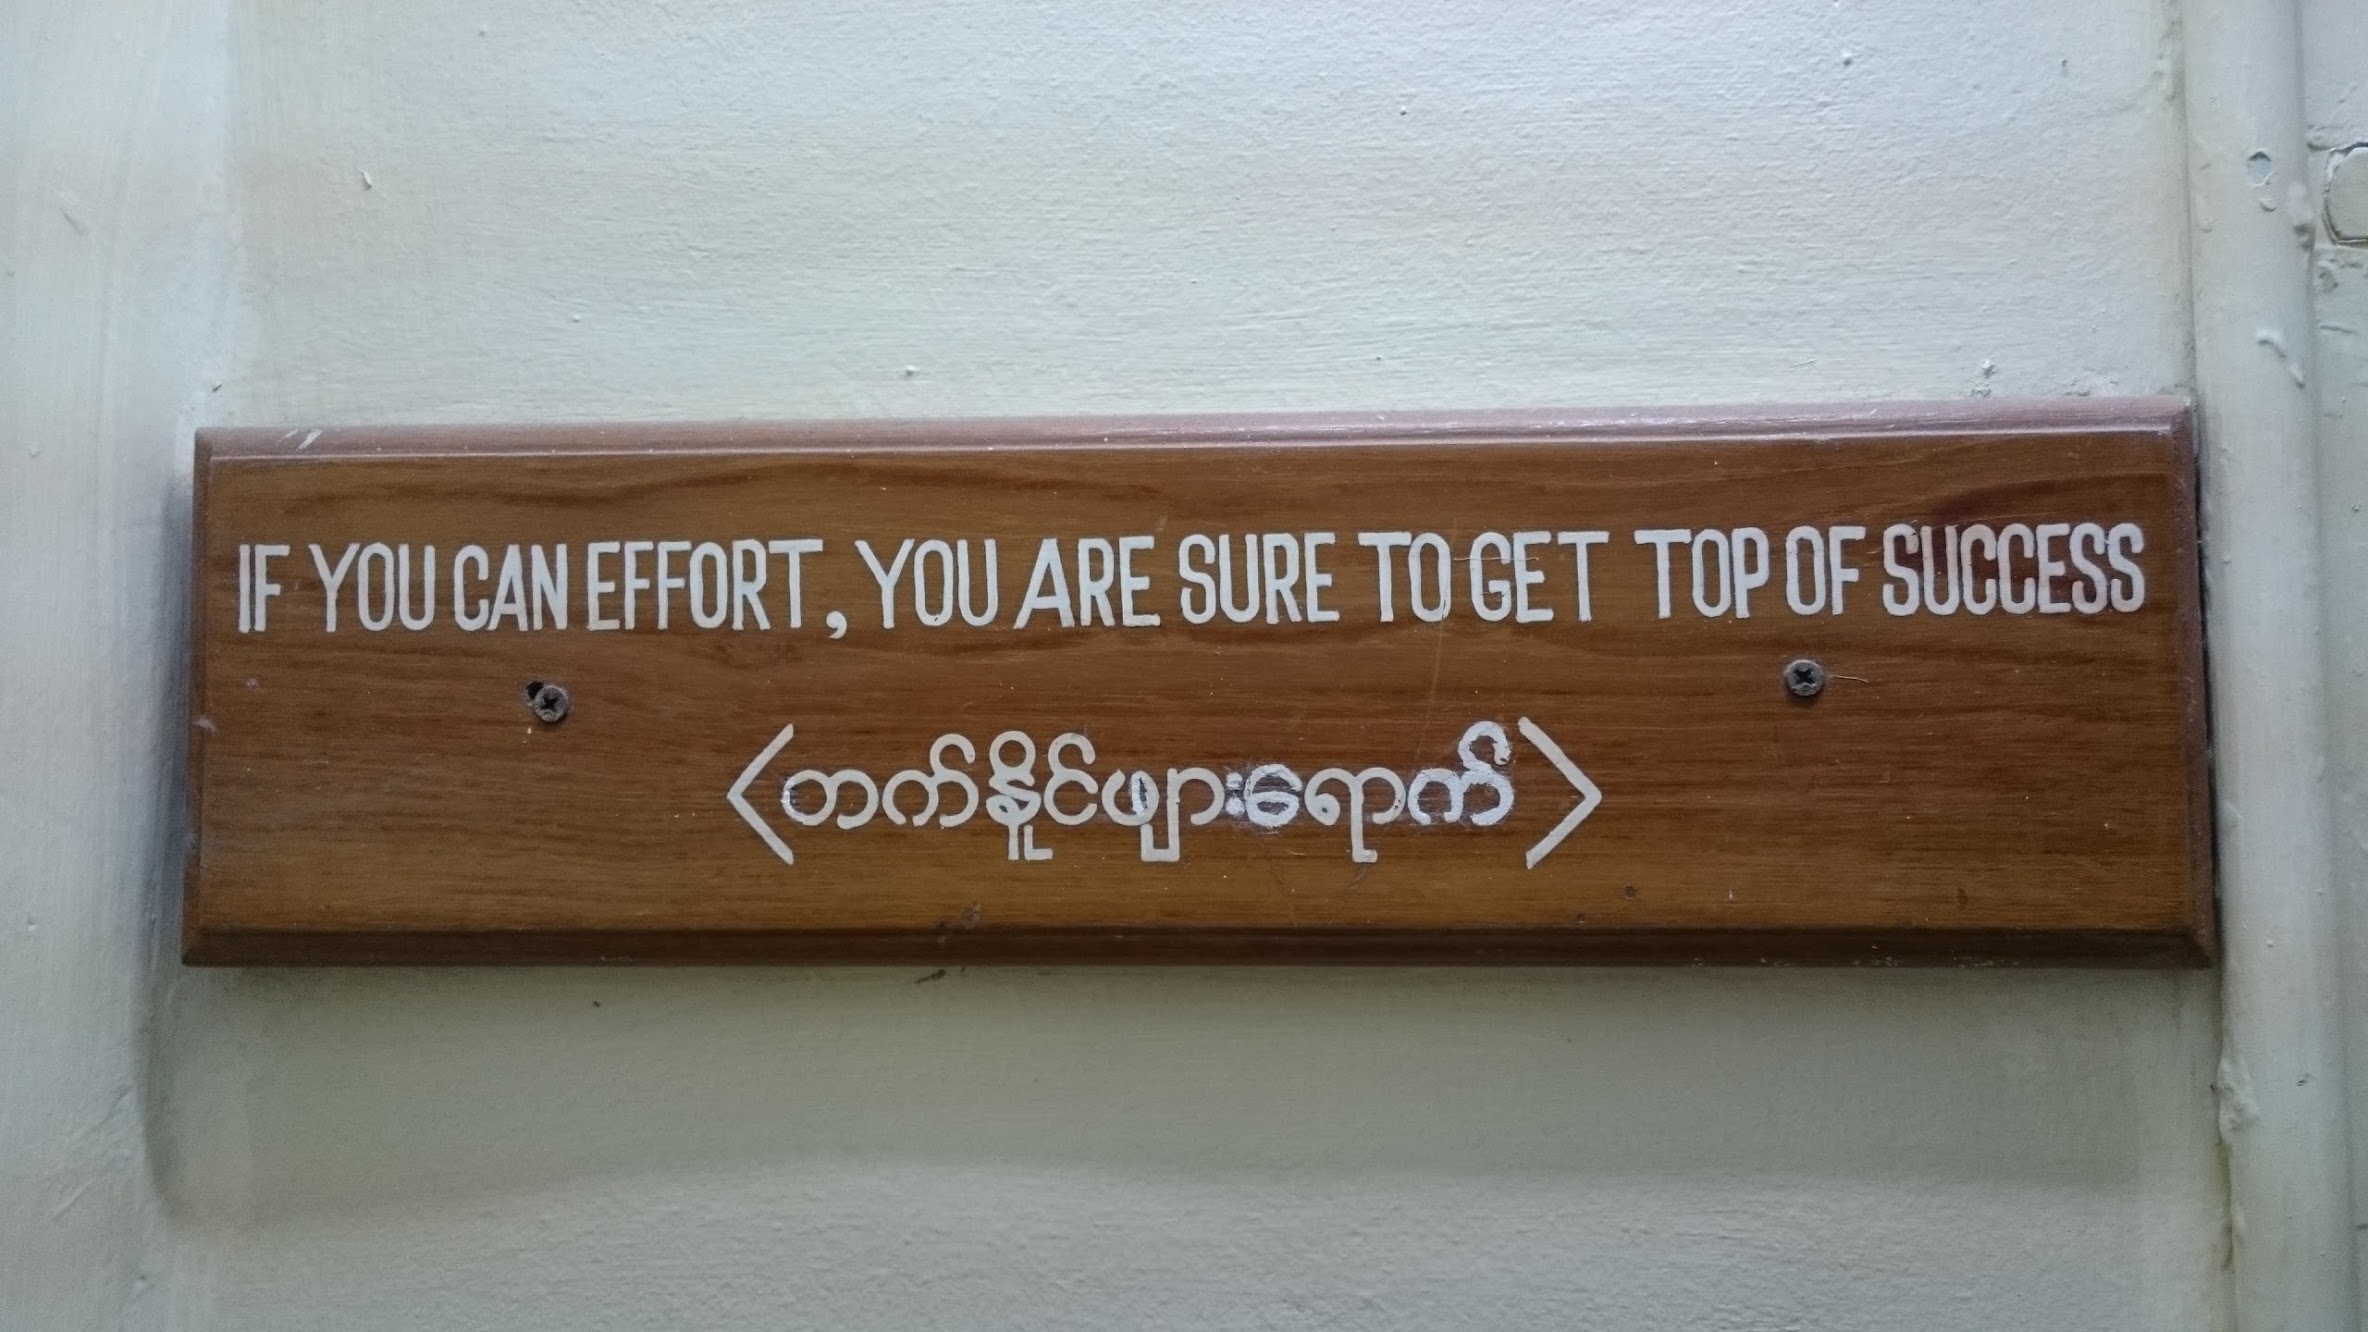 IF YOU CAN EFFORT, YOU ARE SURE TO GET TOP OF SUCCESS
<တက်နိူင်ဖျား‌ရောက်>